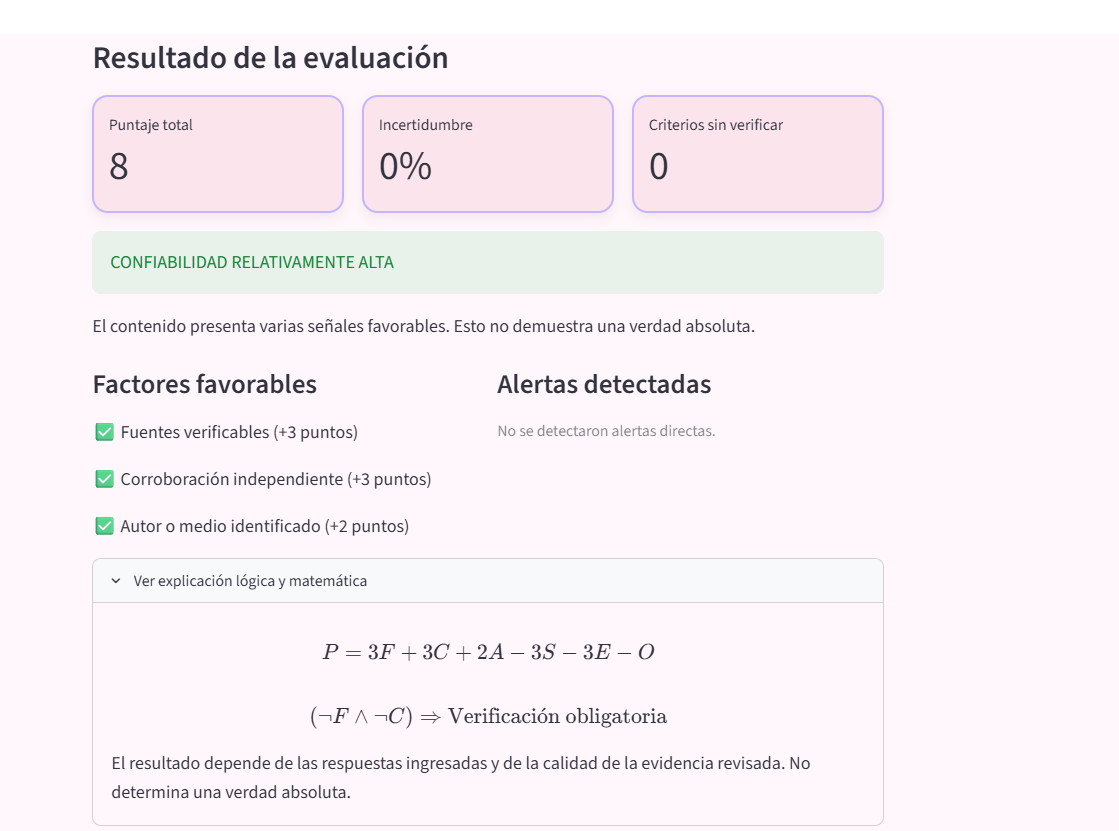 Resultado de la evaluación
Puntaje total
8
Incertidumbre
0%
Criterios sin verificar
0
CONFIABILIDAD RELATIVAMENTE ALTA
El contenido presenta varias señales favorables. Esto no demuestra una verdad absoluta.
Factores favorables
✅ Fuentes verificables (+3 puntos)
✅ Corroboración independiente (+3 puntos)
✅ Autor o medio identificado (+2 puntos)
Alertas detectadas
No se detectaron alertas directas.
Ver explicación lógica y matemática
P = 3F + 3C + 2A − 3S − 3E − O
(¬F ∧ ¬C) ⇒ Verificación obligatoria
El resultado depende de las respuestas ingresadas y de la calidad de la evidencia revisada. No
determina una verdad absoluta.